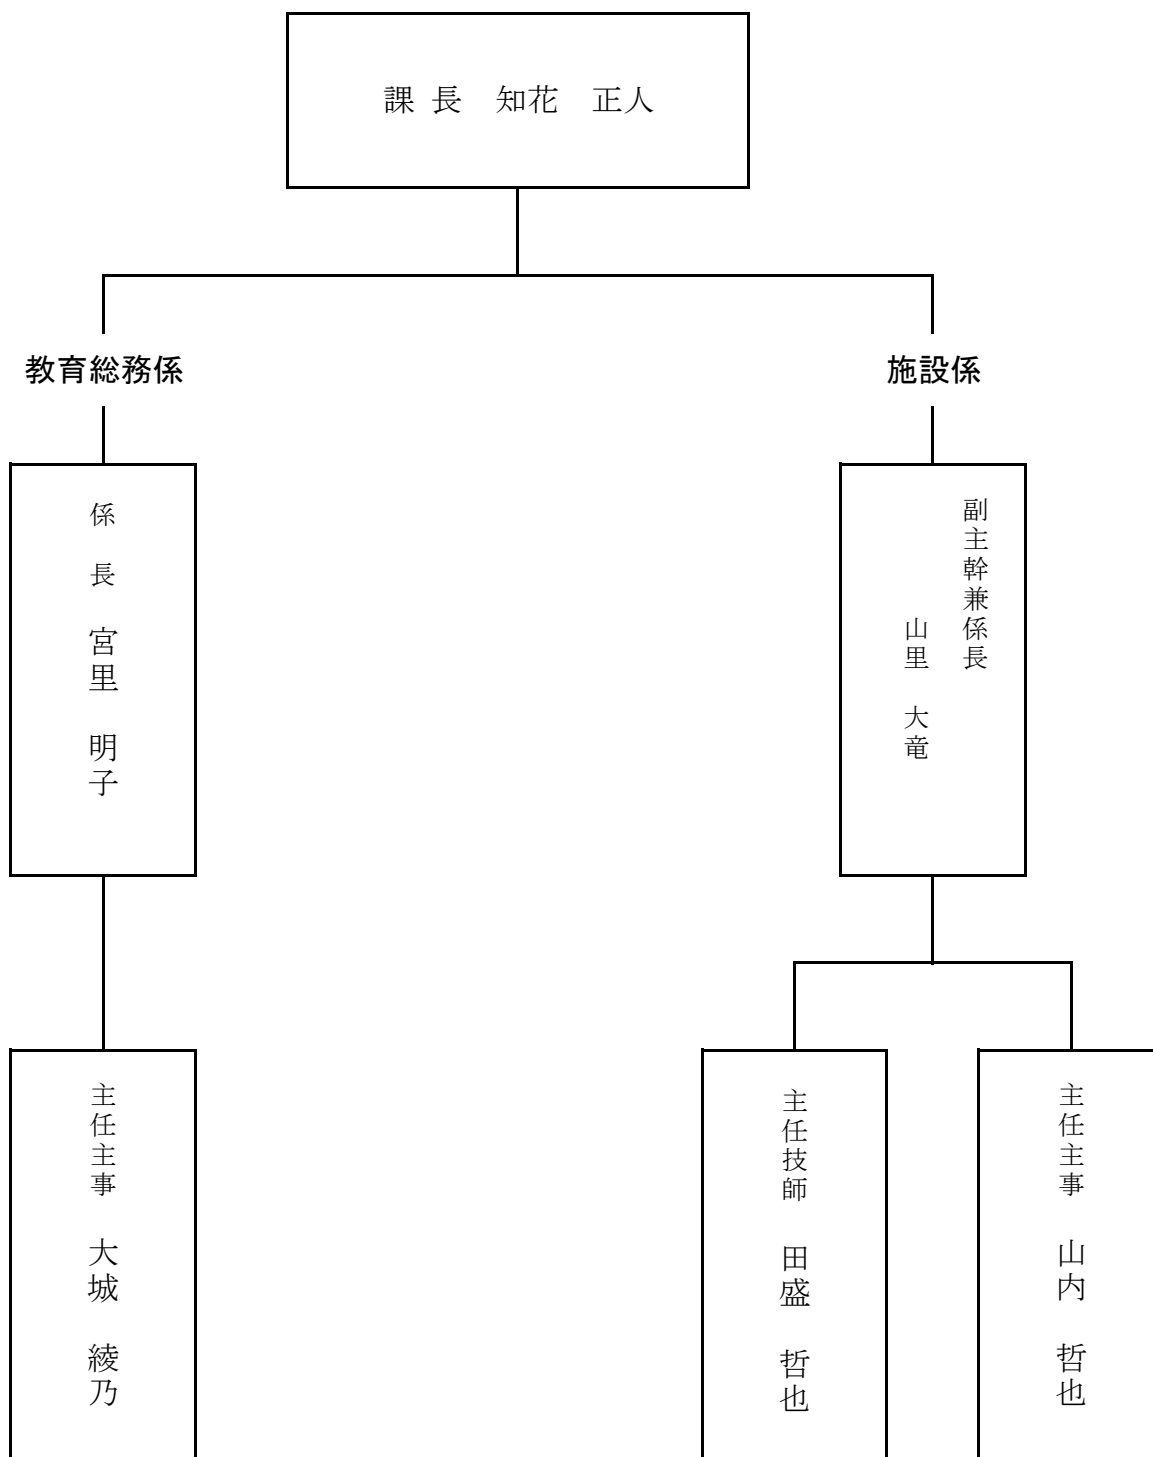 課 長　知花　正人
教育総務係
施設係
係　長　宮里　明子
副主幹兼係長
山里　大竜
主任主事　大城　綾乃
主任技師　田盛　哲也
主任主事　山内　哲也